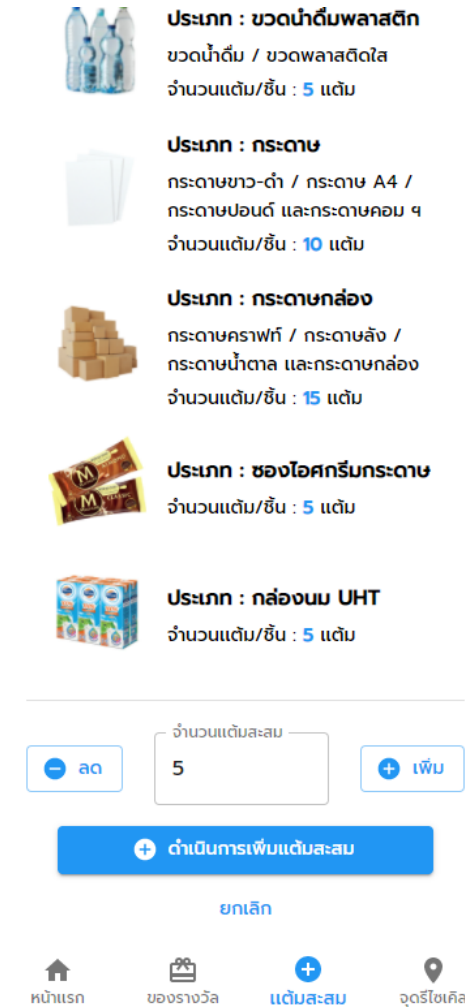 ประเภท : ขวดน้ำดื่มพลาสติก
ขวดน้ำดื่ม / ขวดพลาสติดใส
จำนวนแต้ม/ชิ้น : 5 แต้ม
ประเภท : กระดาษ
กระดาษขาว-ดำ / กระดาษ A4 /
กระดาษปอนด์ และกระดาษคอม ฯ
จำนวนแต้ม/ชิ้น : 10 แต้ม
ประเภท : กระดาษกล่อง
กระดาษคราฟท์ / กระดาษลัง /
กระดาษน้ำตาล และกระดาษกล่อง
จำนวนแต้ม/ชิ้น : 15 แต้ม
ประเภท : ซองไอศกรีมกระดาษ
จำนวนแต้ม/ชิ้น : 5 แต้ม
ประเภท : กล่องนม UHT
จำนวนแต้ม/ชิ้น : 5 แต้ม
จำนวนแต้มสะสม
ลด
5
เพิ่ม
ดำเนินการเพิ่มแต้มสะสม
ยกเลิก
หน้าแรก
ของรางวัล
แต้มสะสม
จุดรีไซเคิล